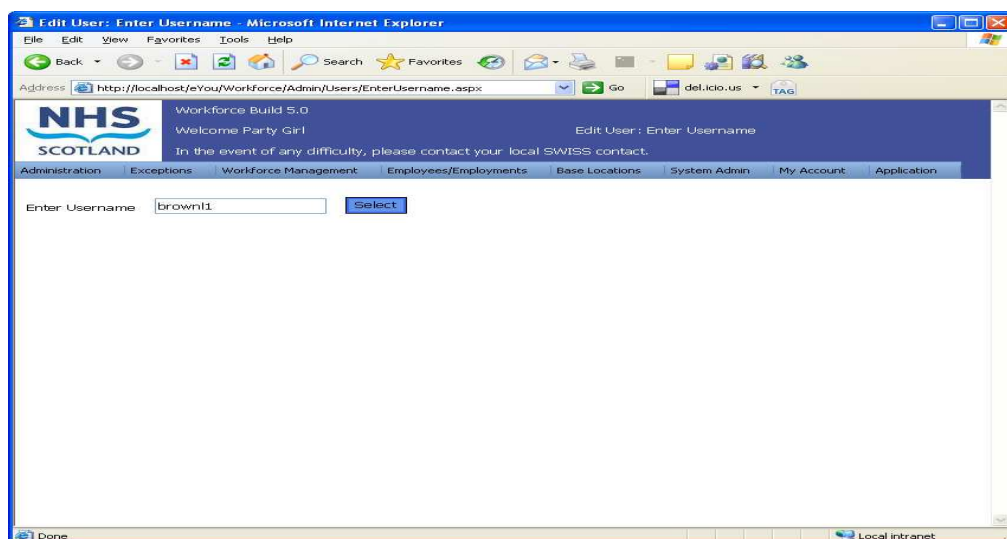 Edit User: Enter Username - Microsoft Internet Explorer
File Edit View Favorites Tools Help
Back Search Favorites
Address http://localhost/eYou/Workforce/Admin/Users/EnterUsername.aspx Go del.icio.us TAG
NHS
SCOTLAND
Workforce Build 5.0
Welcome Party Girl Edit User : Enter Username
In the event of any difficulty, please contact your local SWISS contact.
Administration Exceptions Workforce Management Employees/Employments Base Locations System Admin My Account Application
Enter Username brownl1 Select
Done Local intranet